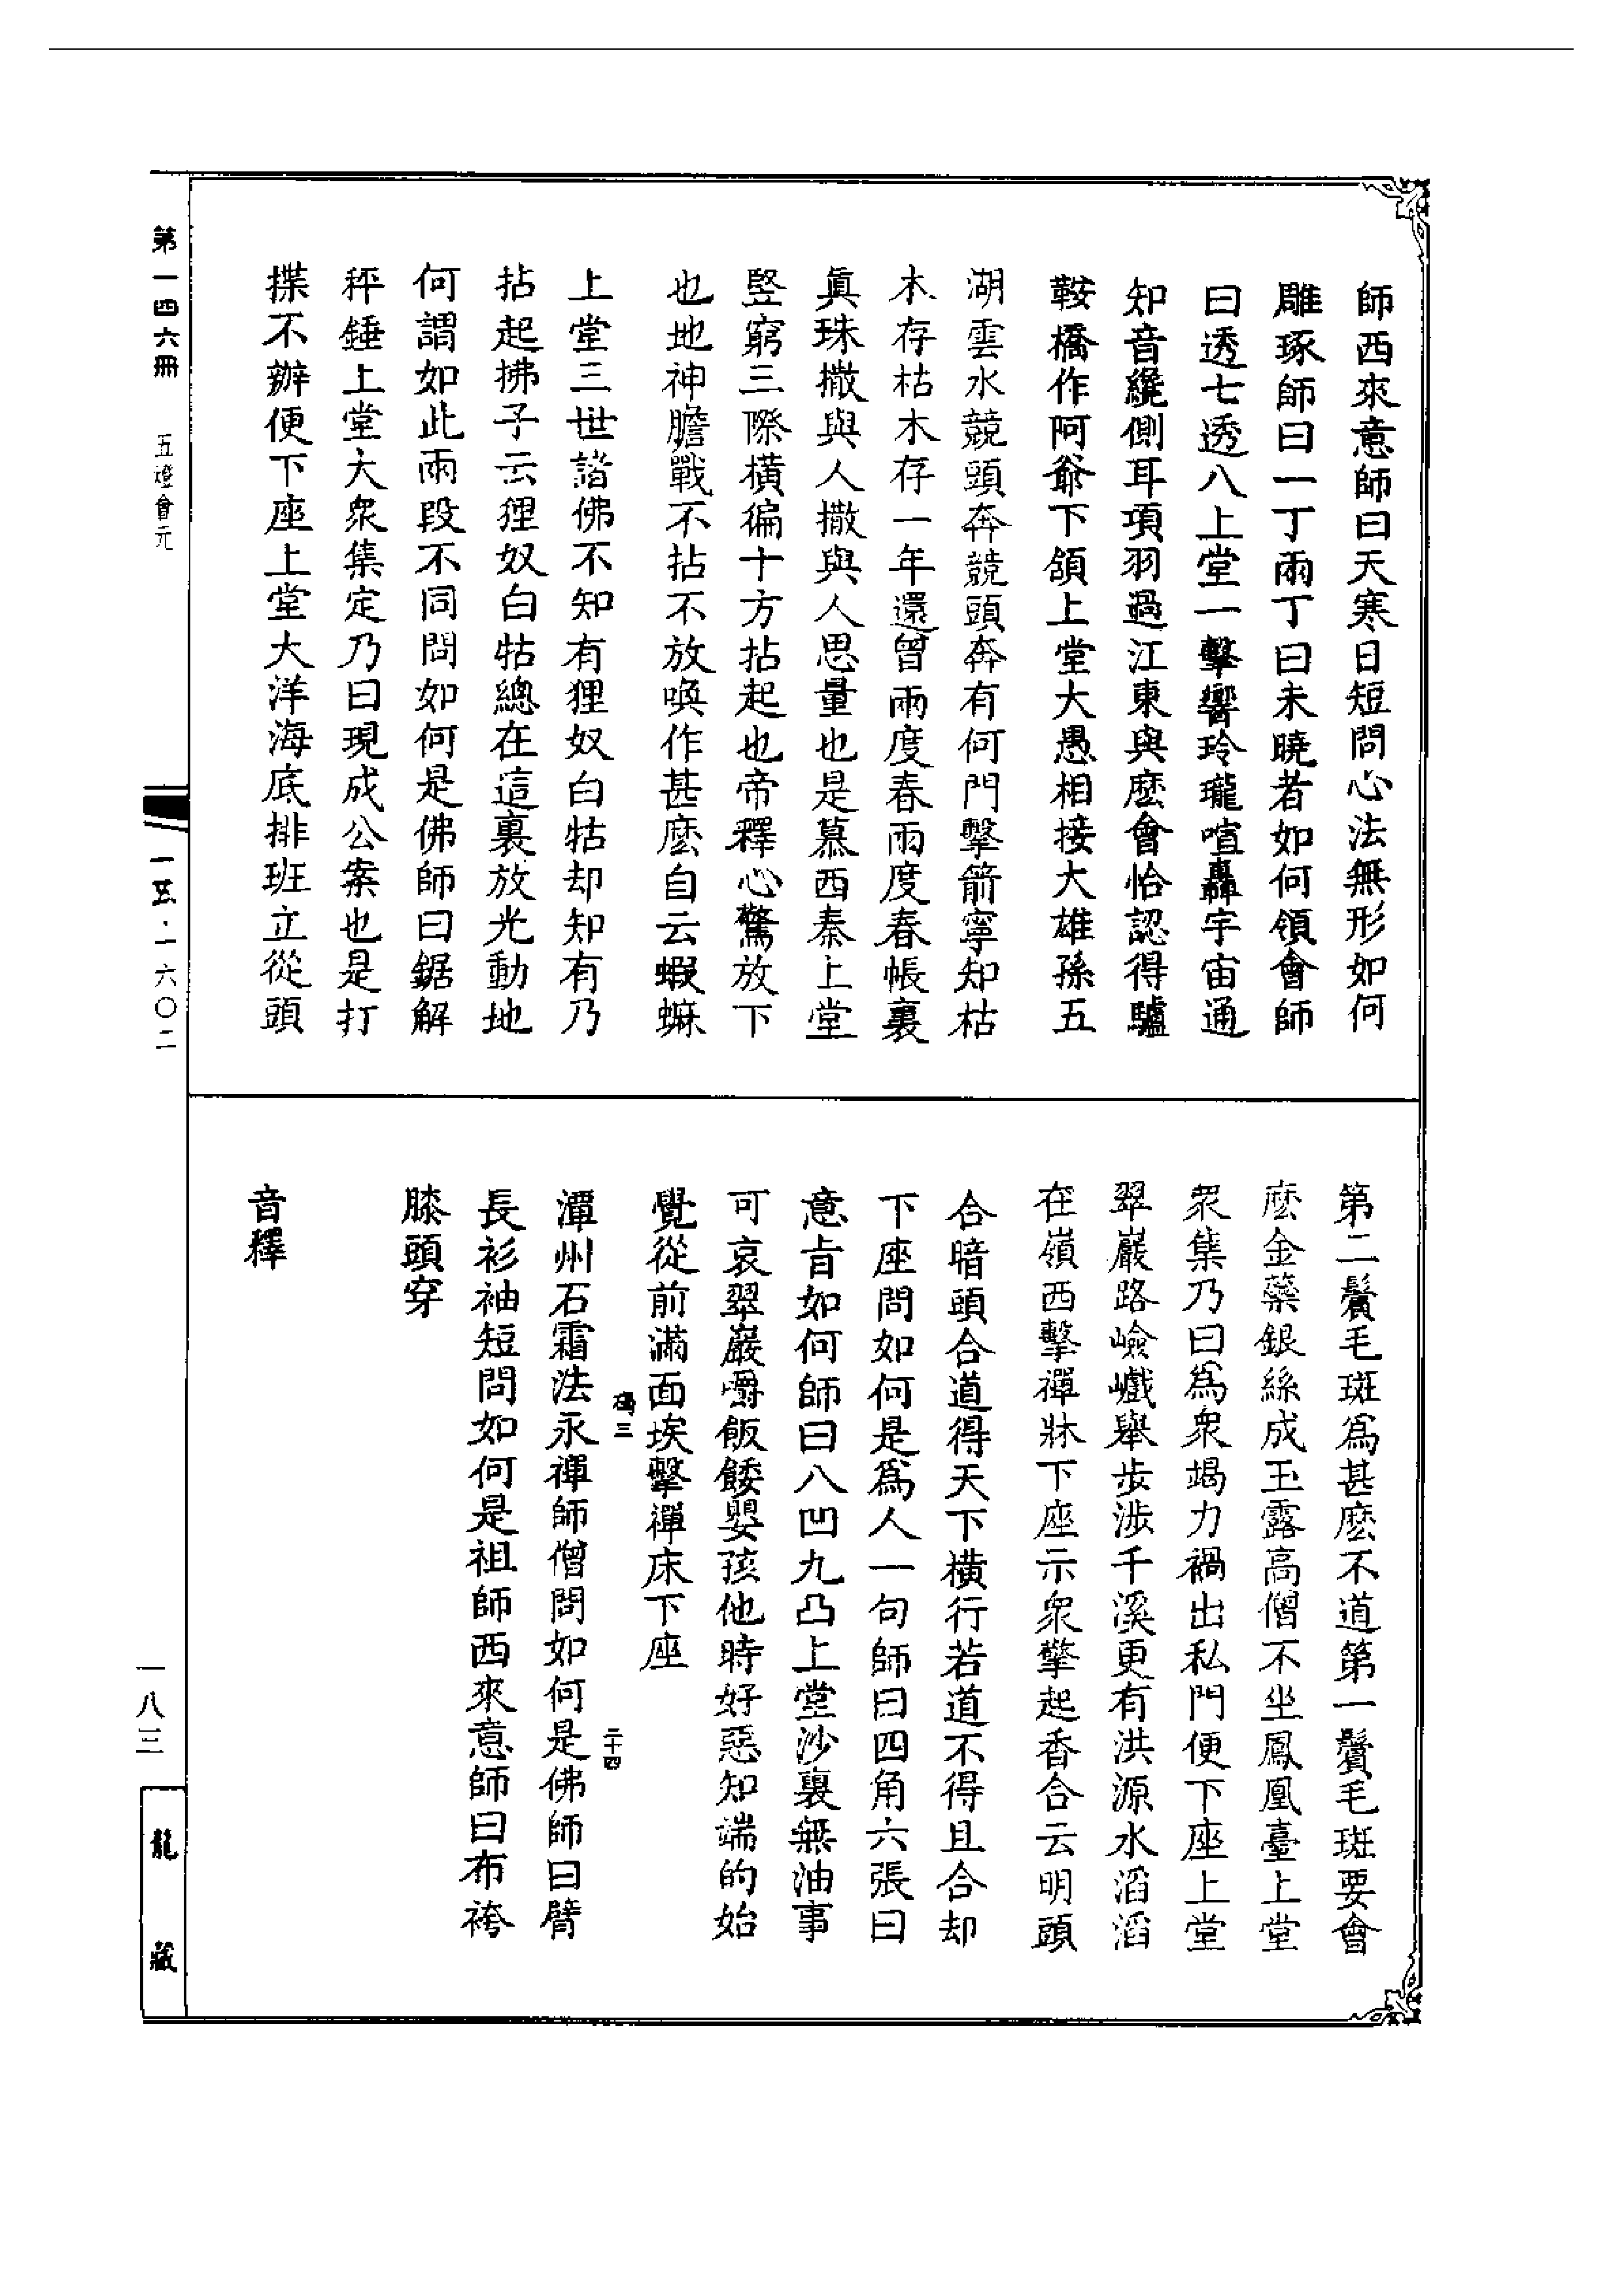 師西來意師曰天寒日短問心法無形如何
雕琢師曰一丁兩丁曰未曉者如何領會師
曰透七透八上堂一擊響玲瓏喧轟宇宙通
知音纔側耳項羽過江東與麼會恰認得驢
鞍橋作阿爺下頷上堂大愚相接大雄孫五
湖雲水競頭奔競頭奔有何門擊箭寧知枯
木存枯木存一年還曾兩度春兩度春帳裏
真珠撒與人撒與人思量也是慕西秦上堂
竪窮三際橫徧十方拈起也帝釋心驚放下
也地神膽戰不拈不放喚作甚麼自云蝦蟆
上堂三世諸佛不知有狸奴白牯却知有乃
拈起拂子云狸奴白牯總在這裏放光動地
何謂如此兩段不同問如何是佛師曰鋸解
秤錘上堂大衆集定乃曰現成公案也是打
揲不辦便下座上堂大洋海底排班立從頭
第二鬢毛斑爲甚麼不道第一鬢毛斑要會
麼金蘂銀絲成玉露高僧不坐鳳凰臺上堂
衆集乃曰爲衆竭力禍出私門便下座上堂
翠巖路嶮巇舉步涉千溪更有洪源水滔滔
在嶺西擊禪牀下座示衆擎起香合云明頭
合暗頭合道得天下橫行若道不得且合却
下座問如何是爲人一句師曰四角六張曰
意旨如何師曰八凹九凸上堂沙裏無油事
可哀翠巖嚼飯餧嬰孩他時好惡知端的始
覺從前滿面埃擊禪床下座
三 二十四
潭州石霜法永禪師僧問如何是佛師曰臂
長衫袖短問如何是祖師西來意師曰布袴
膝頭穿
音釋
第一四六冊 五燈會元
一五·一六〇二
一八三
龍藏